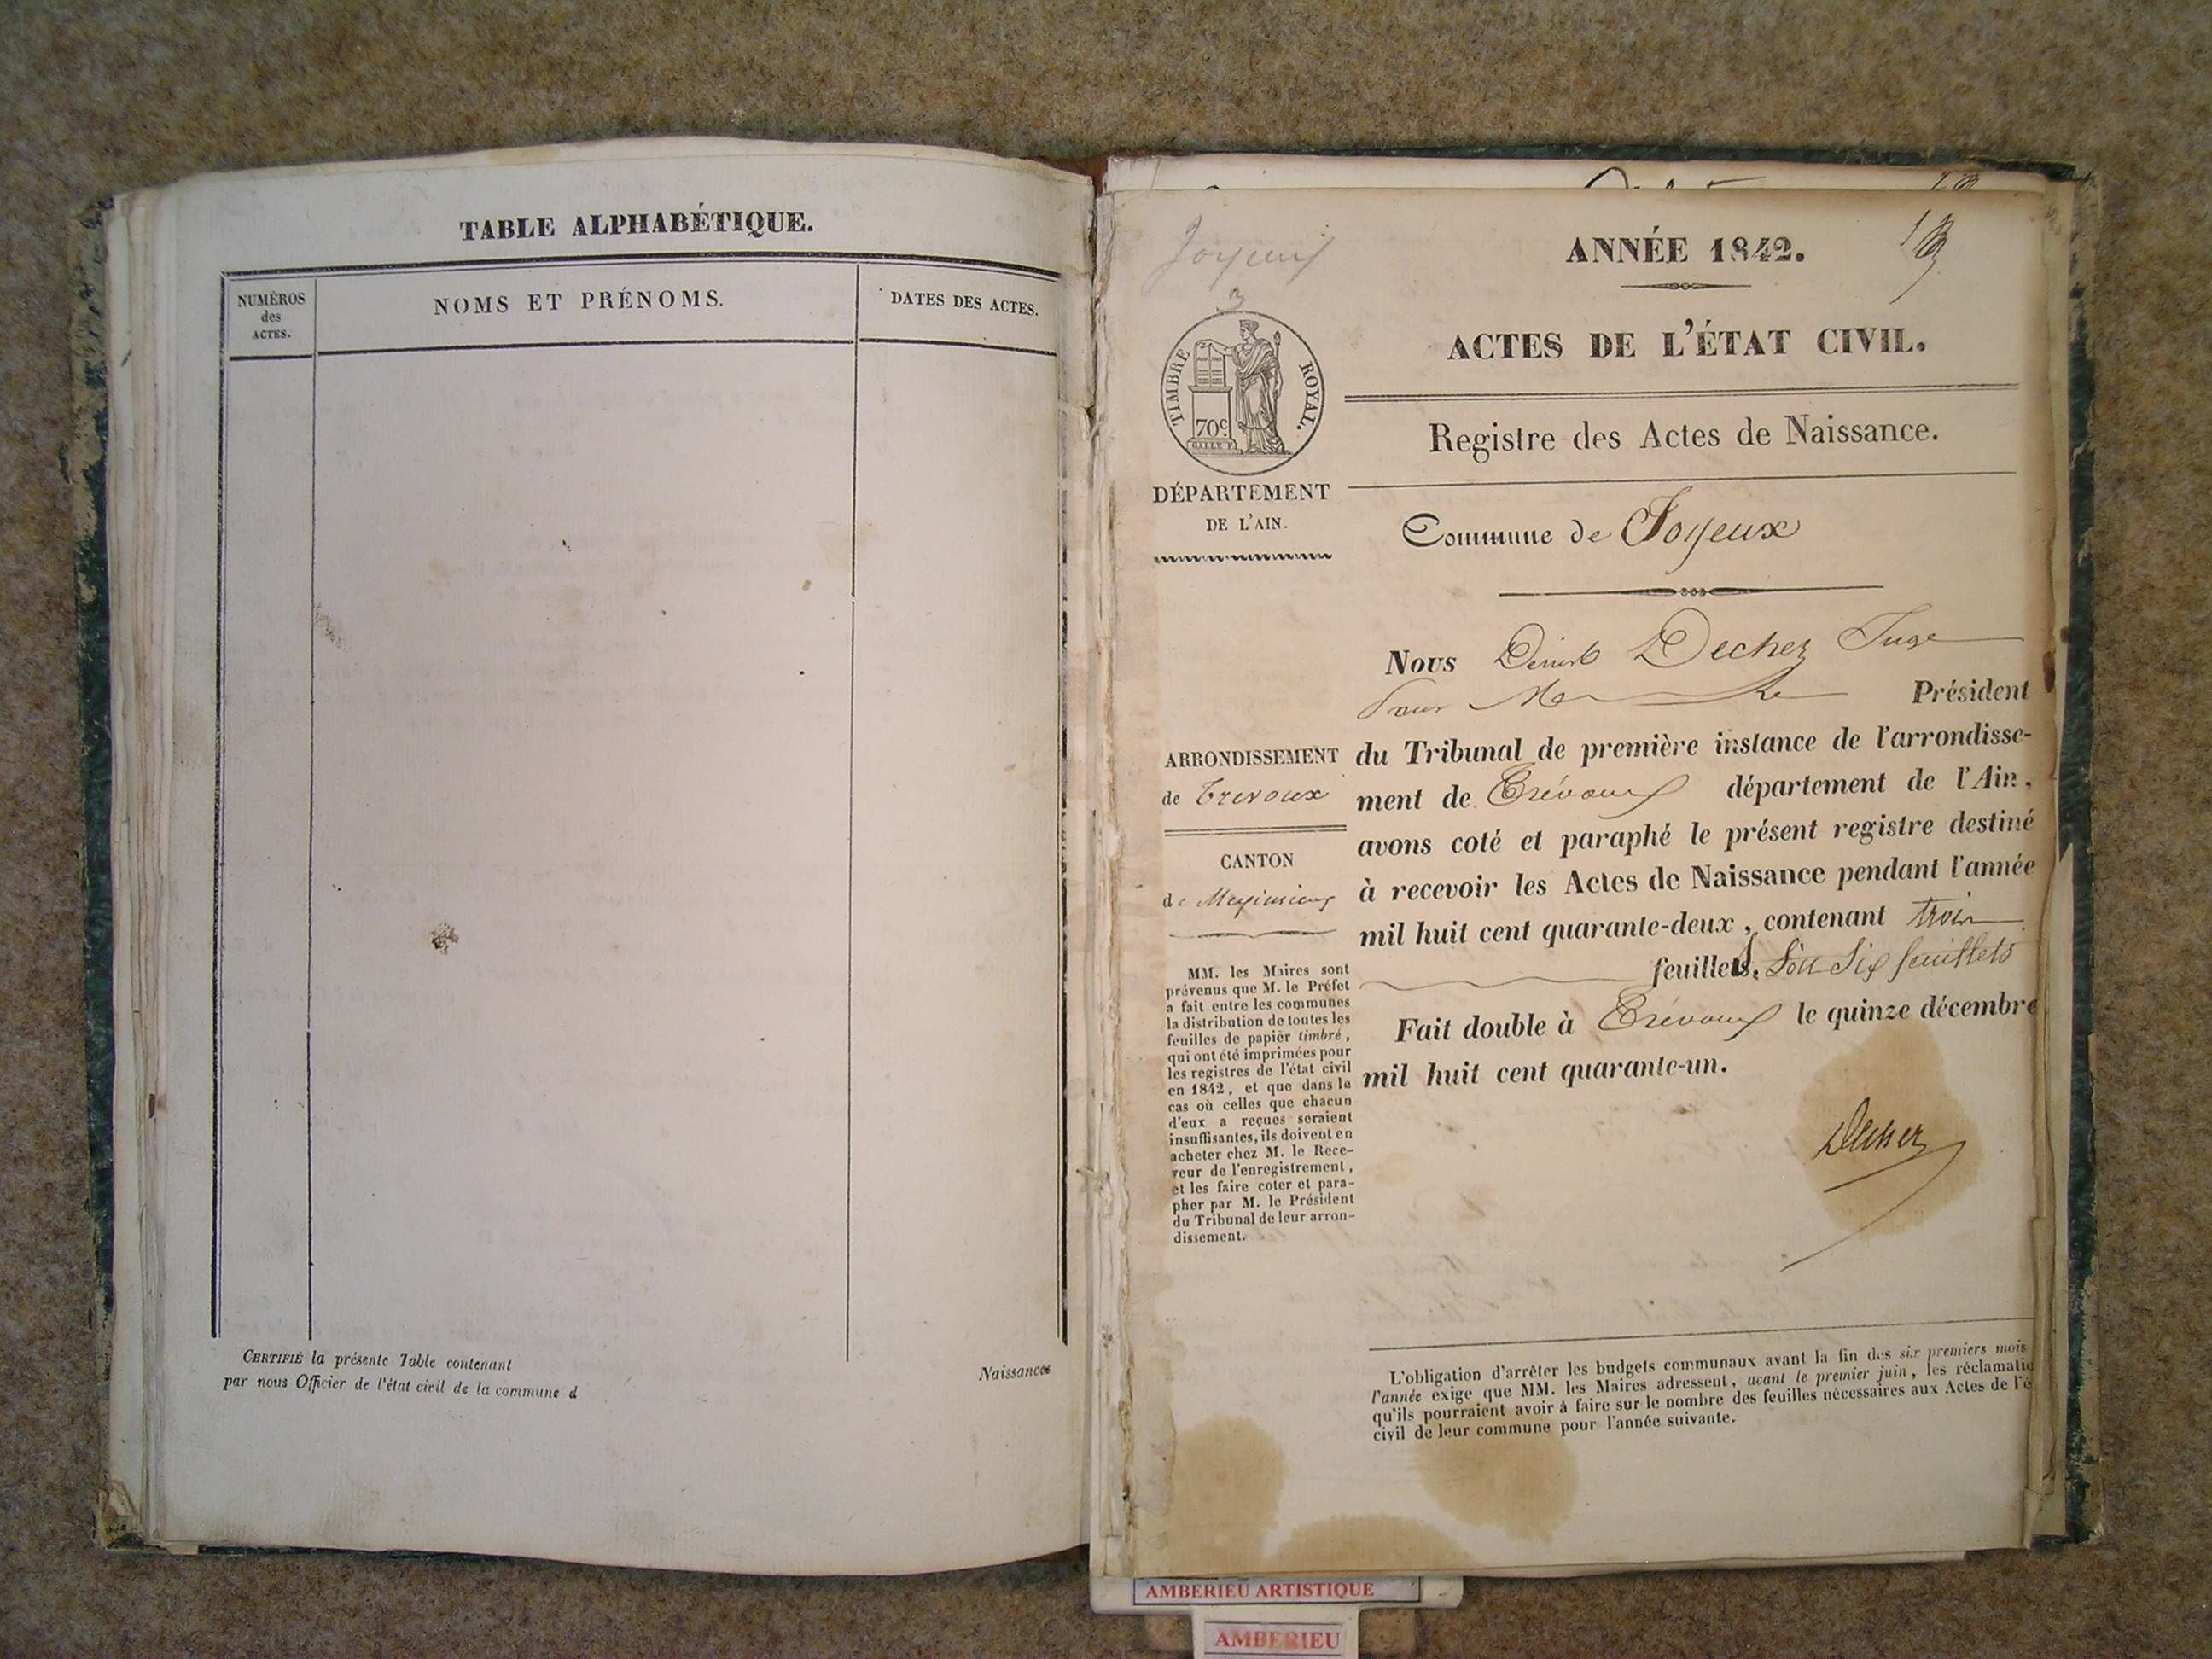 TABLE ALPHABÉTIQUE.
NUMÉROS
des
ACTES.
NOMS ET PRÉNOMS.
DATES DES ACTES.
CERTIFIÉ la présente Table contenant
par nous Officier de l'état civil de la commune d
Naissances
Joyeux
3
TIMBRE ROYAL.
70c
GALLE F.
DÉPARTEMENT
DE L'AIN.
ARRONDISSEMENT
de Trevoux
CANTON
de Meximieux
MM. les Maires sont
prévenus que M. le Préfet
a fait entre les communes
la distribution de toutes les
feuilles de papier timbré,
qui ont été imprimées pour
les registres de l'état civil
en 1842, et que dans le
cas où celles que chacun
d'eux a reçues seraient
insuffisantes, ils doivent en
acheter chez M. le Rece-
veur de l'enregistrement,
et les faire coter et para-
pher par M. le Président
du Tribunal de leur arron-
dissement.
ANNÉE 1842.
ACTES DE L'ÉTAT CIVIL.
Registre des Actes de Naissance.
Commune de Joyeux
Nous Dechez Juge
pour M. le Président
du Tribunal de première instance de l'arrondisse-
ment de Trévoux département de l'Ain,
avons coté et paraphé le présent registre destiné
à recevoir les Actes de Naissance pendant l'année
mil huit cent quarante-deux, contenant trois
feuilles, soit six feuillets
Fait double à Trévoux le quinze décembre
mil huit cent quarante-un.
Dechez
L'obligation d'arrêter les budgets communaux avant la fin des six premiers mois
l'année exige que MM. les Maires adressent, avant le premier juin, les réclamatio
qu'ils pourraient avoir à faire sur le nombre des feuilles nécessaires aux Actes de l'é
civil de leur commune pour l'année suivante.
AMBERIEU ARTISTIQUE
AMBERIEU